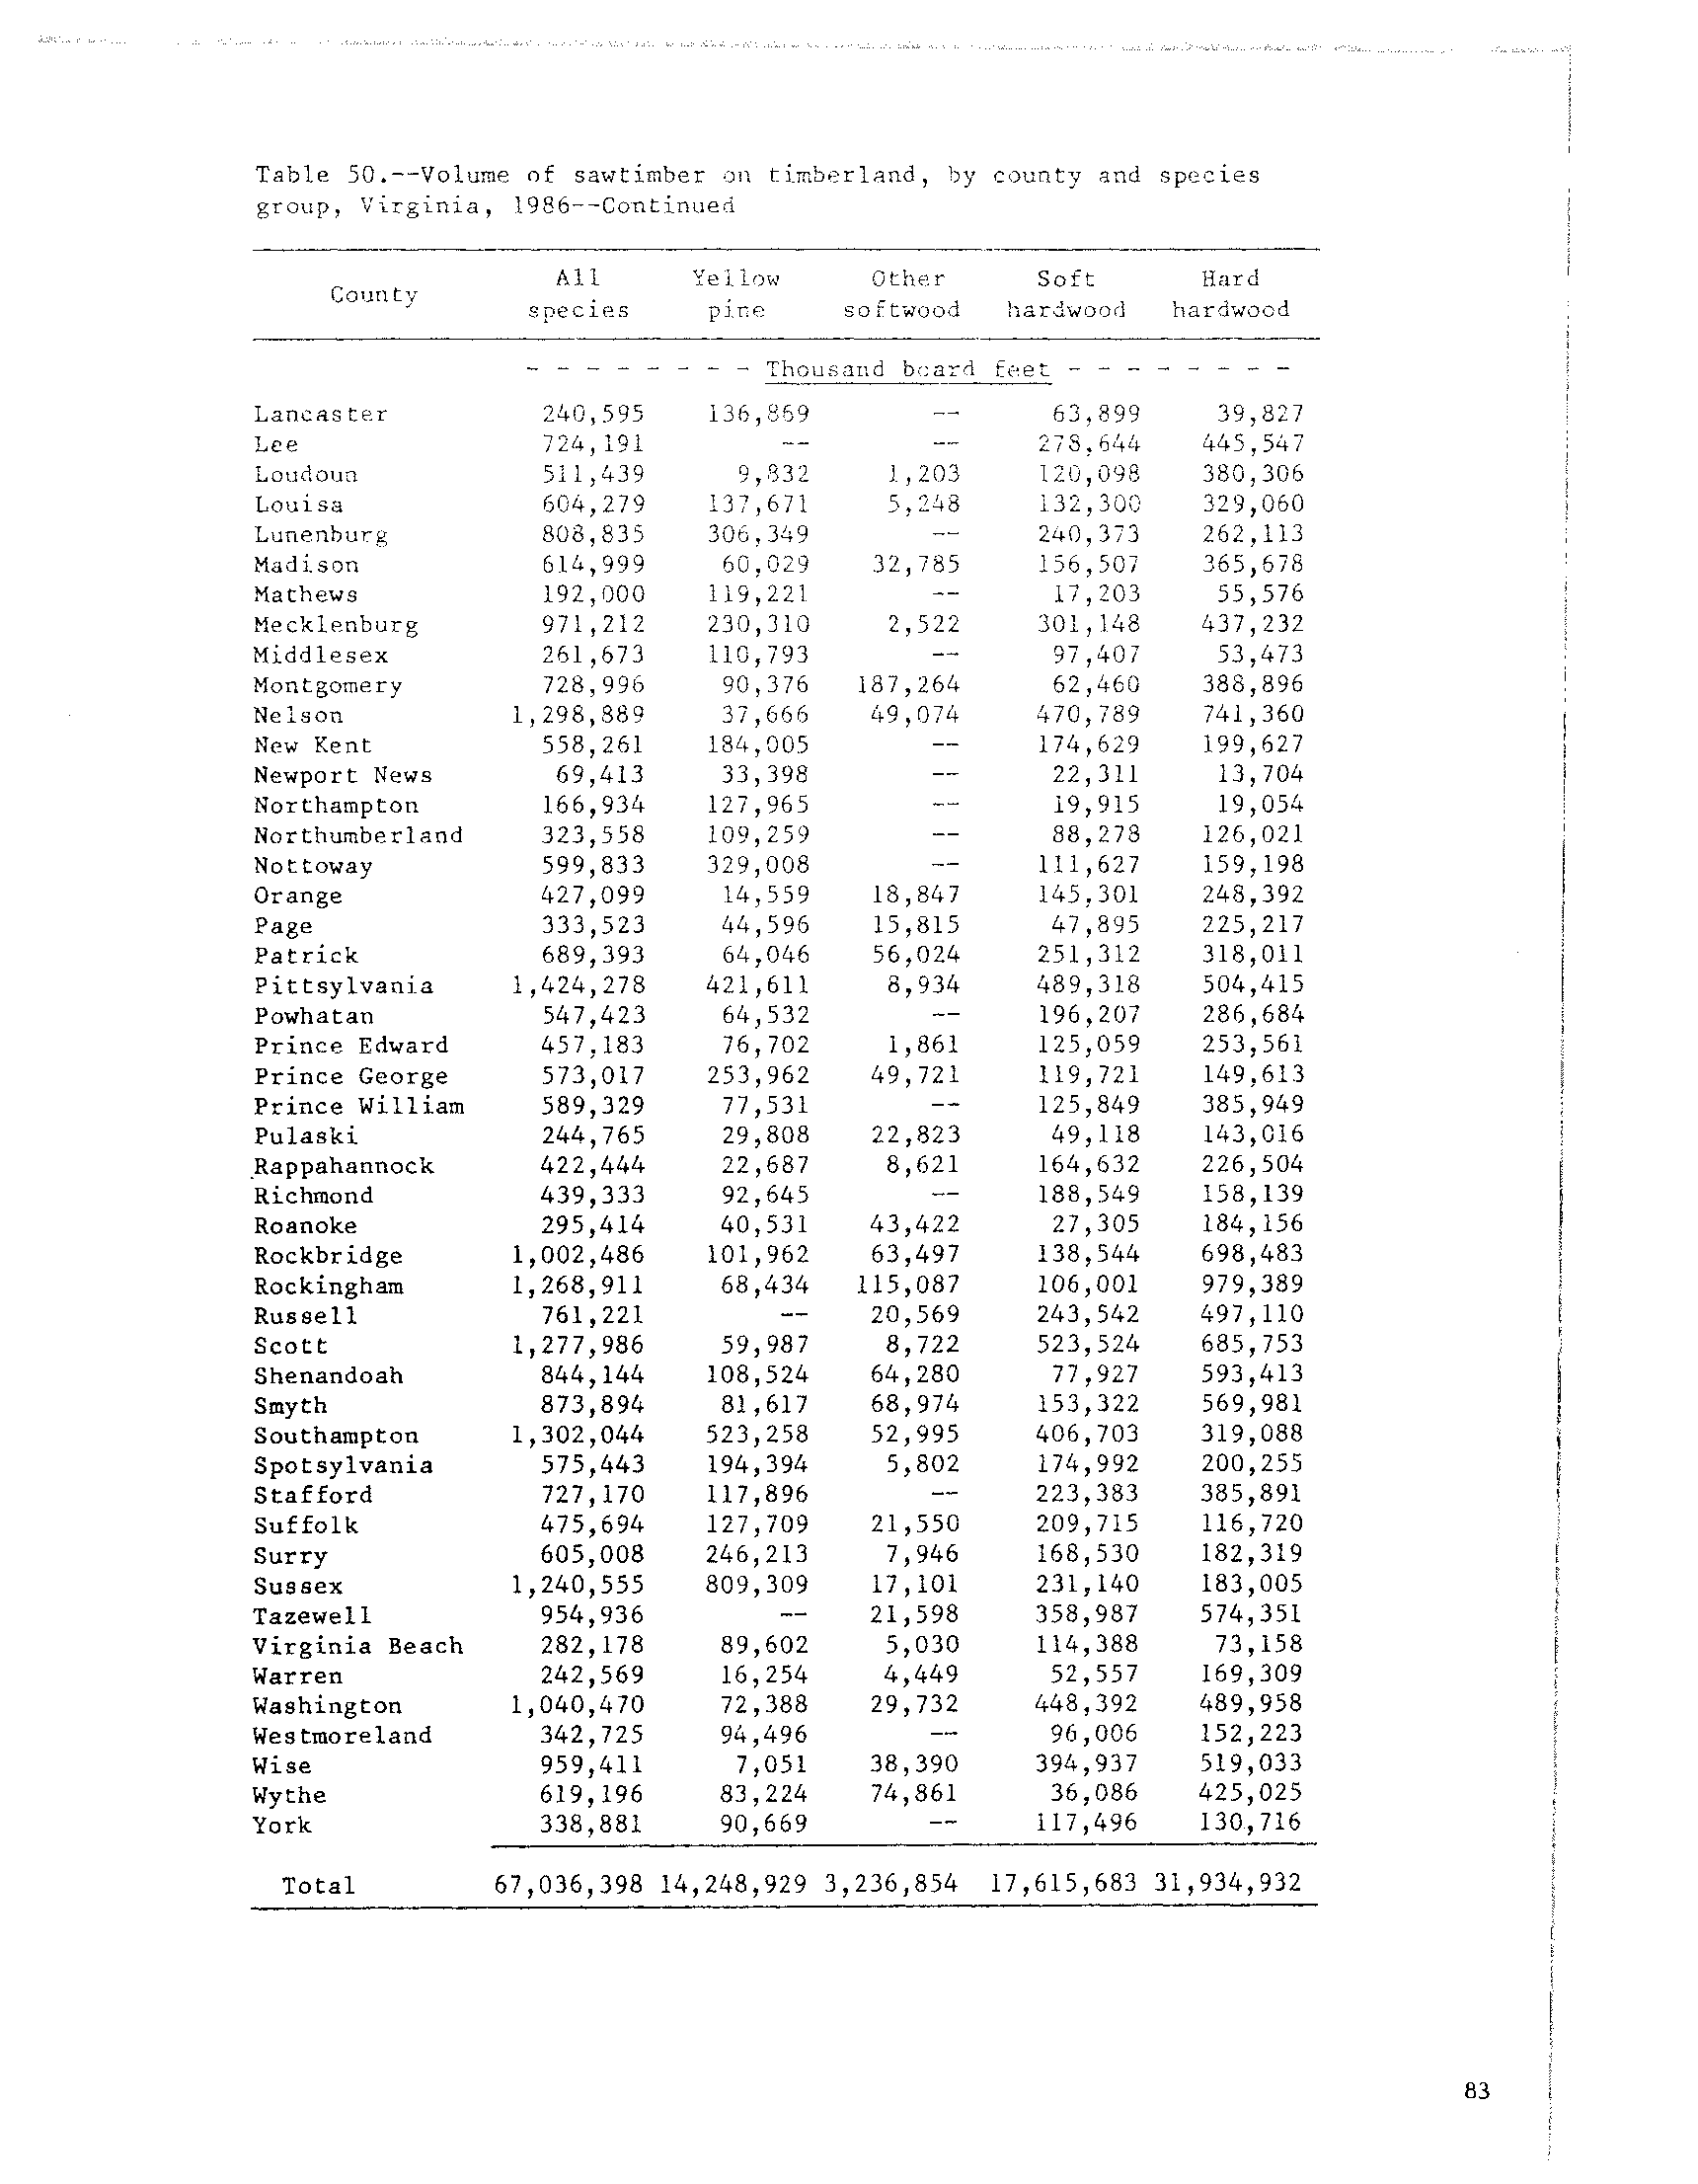 Table 50.--Volume of sawtimber on timberland, by county and species
group, Virginia, 1986--Continued
County All species Yellow pine Other softwood Soft hardwood Hard hardwood
- - - - - - - - Thousand board feet - - - - - - - -
Lancaster 240,595 136,869 -- 63,899 39,827
Lee 724,191 -- -- 278,644 445,547
Loudoun 511,439 9,832 1,203 120,098 380,306
Louisa 604,279 137,671 5,248 132,300 329,060
Lunenburg 808,835 306,349 -- 240,373 262,113
Madison 614,999 60,029 32,785 156,507 365,678
Mathews 192,000 119,221 -- 17,203 55,576
Mecklenburg 971,212 230,310 2,522 301,148 437,232
Middlesex 261,673 110,793 -- 97,407 53,473
Montgomery 728,996 90,376 187,264 62,460 388,896
Nelson 1,298,889 37,666 49,074 470,789 741,360
New Kent 558,261 184,005 -- 174,629 199,627
Newport News 69,413 33,398 -- 22,311 13,704
Northampton 166,934 127,965 -- 19,915 19,054
Northumberland 323,558 109,259 -- 88,278 126,021
Nottoway 599,833 329,008 -- 111,627 159,198
Orange 427,099 14,559 18,847 145,301 248,392
Page 333,523 44,596 15,815 47,895 225,217
Patrick 689,393 64,046 56,024 251,312 318,011
Pittsylvania 1,424,278 421,611 8,934 489,318 504,415
Powhatan 547,423 64,532 -- 196,207 286,684
Prince Edward 457,183 76,702 1,861 125,059 253,561
Prince George 573,017 253,962 49,721 119,721 149,613
Prince William 589,329 77,531 -- 125,849 385,949
Pulaski 244,765 29,808 22,823 49,118 143,016
Rappahannock 422,444 22,687 8,621 164,632 226,504
Richmond 439,333 92,645 -- 188,549 158,139
Roanoke 295,414 40,531 43,422 27,305 184,156
Rockbridge 1,002,486 101,962 63,497 138,544 698,483
Rockingham 1,268,911 68,434 115,087 106,001 979,389
Russell 761,221 -- 20,569 243,542 497,110
Scott 1,277,986 59,987 8,722 523,524 685,753
Shenandoah 844,144 108,524 64,280 77,927 593,413
Smyth 873,894 81,617 68,974 153,322 569,981
Southampton 1,302,044 523,258 52,995 406,703 319,088
Spotsylvania 575,443 194,394 5,802 174,992 200,255
Stafford 727,170 117,896 -- 223,383 385,891
Suffolk 475,694 127,709 21,550 209,715 116,720
Surry 605,008 246,213 7,946 168,530 182,319
Sussex 1,240,555 809,309 17,101 231,140 183,005
Tazewell 954,936 -- 21,598 358,987 574,351
Virginia Beach 282,178 89,602 5,030 114,388 73,158
Warren 242,569 16,254 4,449 52,557 169,309
Washington 1,040,470 72,388 29,732 448,392 489,958
Westmoreland 342,725 94,496 -- 96,006 152,223
Wise 959,411 7,051 38,390 394,937 519,033
Wythe 619,196 83,224 74,861 36,086 425,025
York 338,881 90,669 -- 117,496 130,716
Total 67,036,398 14,248,929 3,236,854 17,615,683 31,934,932
83